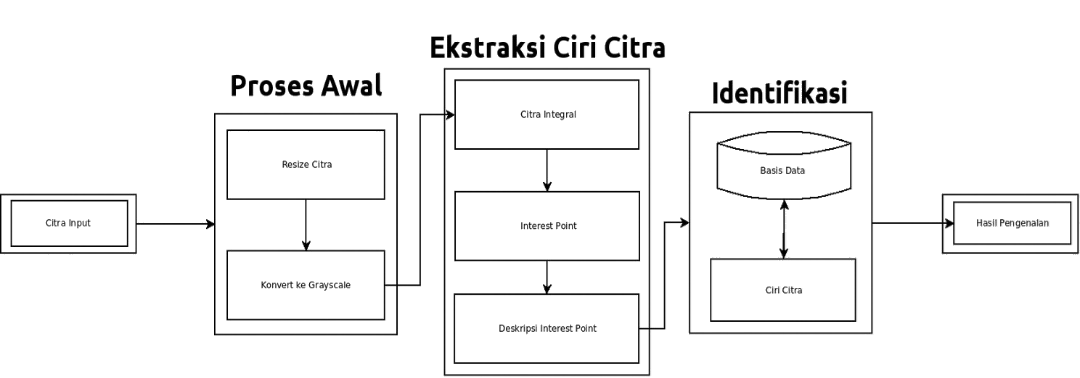 Citra Input
Proses Awal
Resize Citra
Konvert ke Grayscale
Ekstraksi Ciri Citra
Citra Integral
Interest Point
Deskripsi Interest Point
Identifikasi
Basis Data
Ciri Citra
Hasil Pengenalan